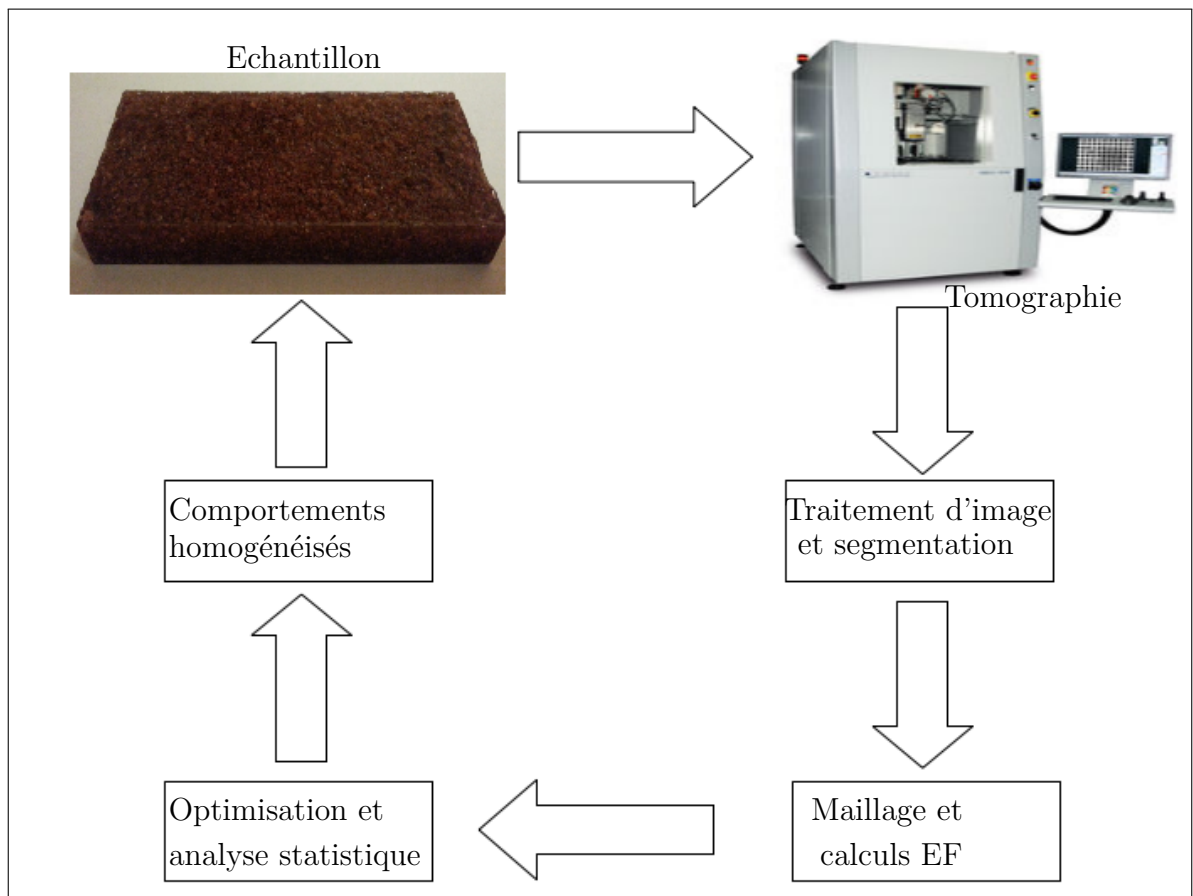 Echantillon
Tomographie
Traitement d'image
et segmentation
Maillage et
calculs EF
Optimisation et
analyse statistique
Comportements
homogénéisés